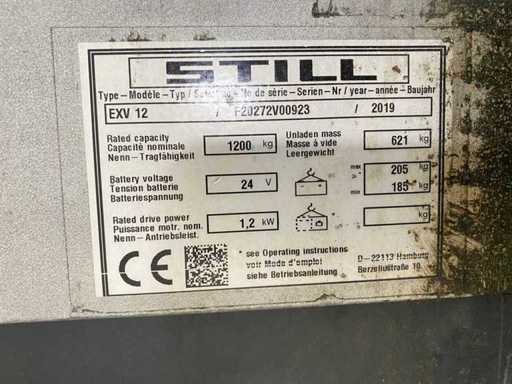 STILL
Type – Modèle – Typ / Serial de série – Serien – Nr / year – année – Baujahr
EXV 12 / F20272V00923 / 2019
Rated capacity
Capacité nominale
Nenn - Tragfähigkeit
1200 kg
Unladen mass
Masse à vide
Leergewicht
621 kg
Battery voltage
Tension batterie
Batteriespannung
24 V
max 205 kg
min 185 kg
Rated drive power
Puissance motr. nom.
Nenn - Antriebsleist.
1,2 kW
kg
CE
* see Operating instructions
voir Mode d'emploi
siehe Betriebsanleitung
D-22113 Hamburg
Berzeliusstraße 10